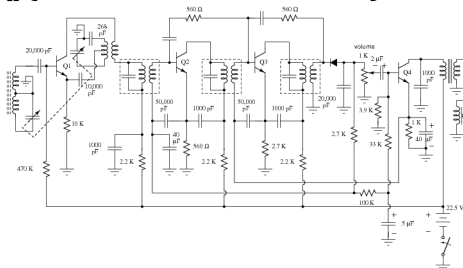 560 Ω
560 Ω
268
pF
20,000 pF
Q1
10,000
pF
Q2
Q3
volume
1 K
2 µF
Q4
1000
pF
50,000
pF
1000 pF
50,000
pF
1000 pF
20,000
pF
3.9 K
1 K
40
µF
10 K
1000
pF
40
µF
560 Ω
2.7 K
2.7 K
33 K
2.2 K
2.2 K
2.2 K
470 K
100 K
22.5 V
5 µF